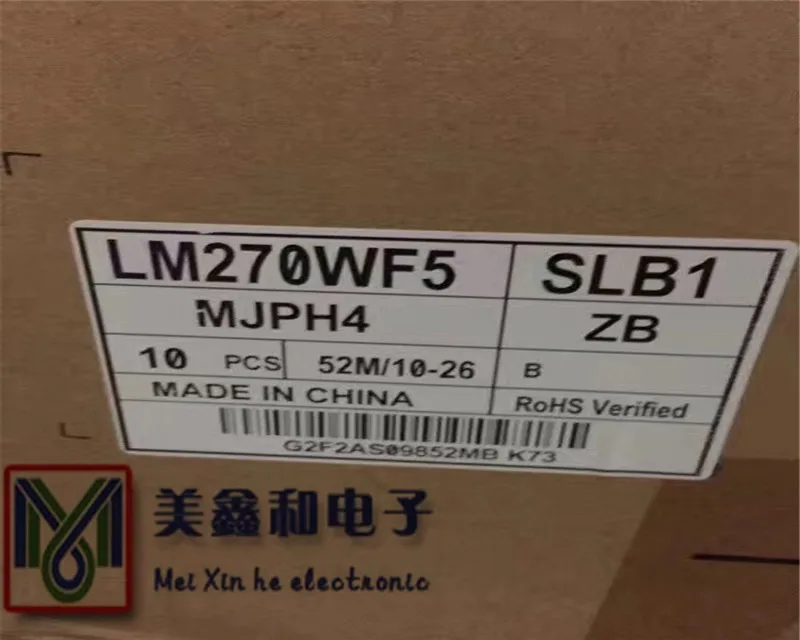 LM270WF5 SLB1
MJPH4 ZB
10 PCS 52M/10-26 B
MADE IN CHINA RoHS Verified
G2F2AS09852MB K73
美鑫和电子
Mei Xin he electronic